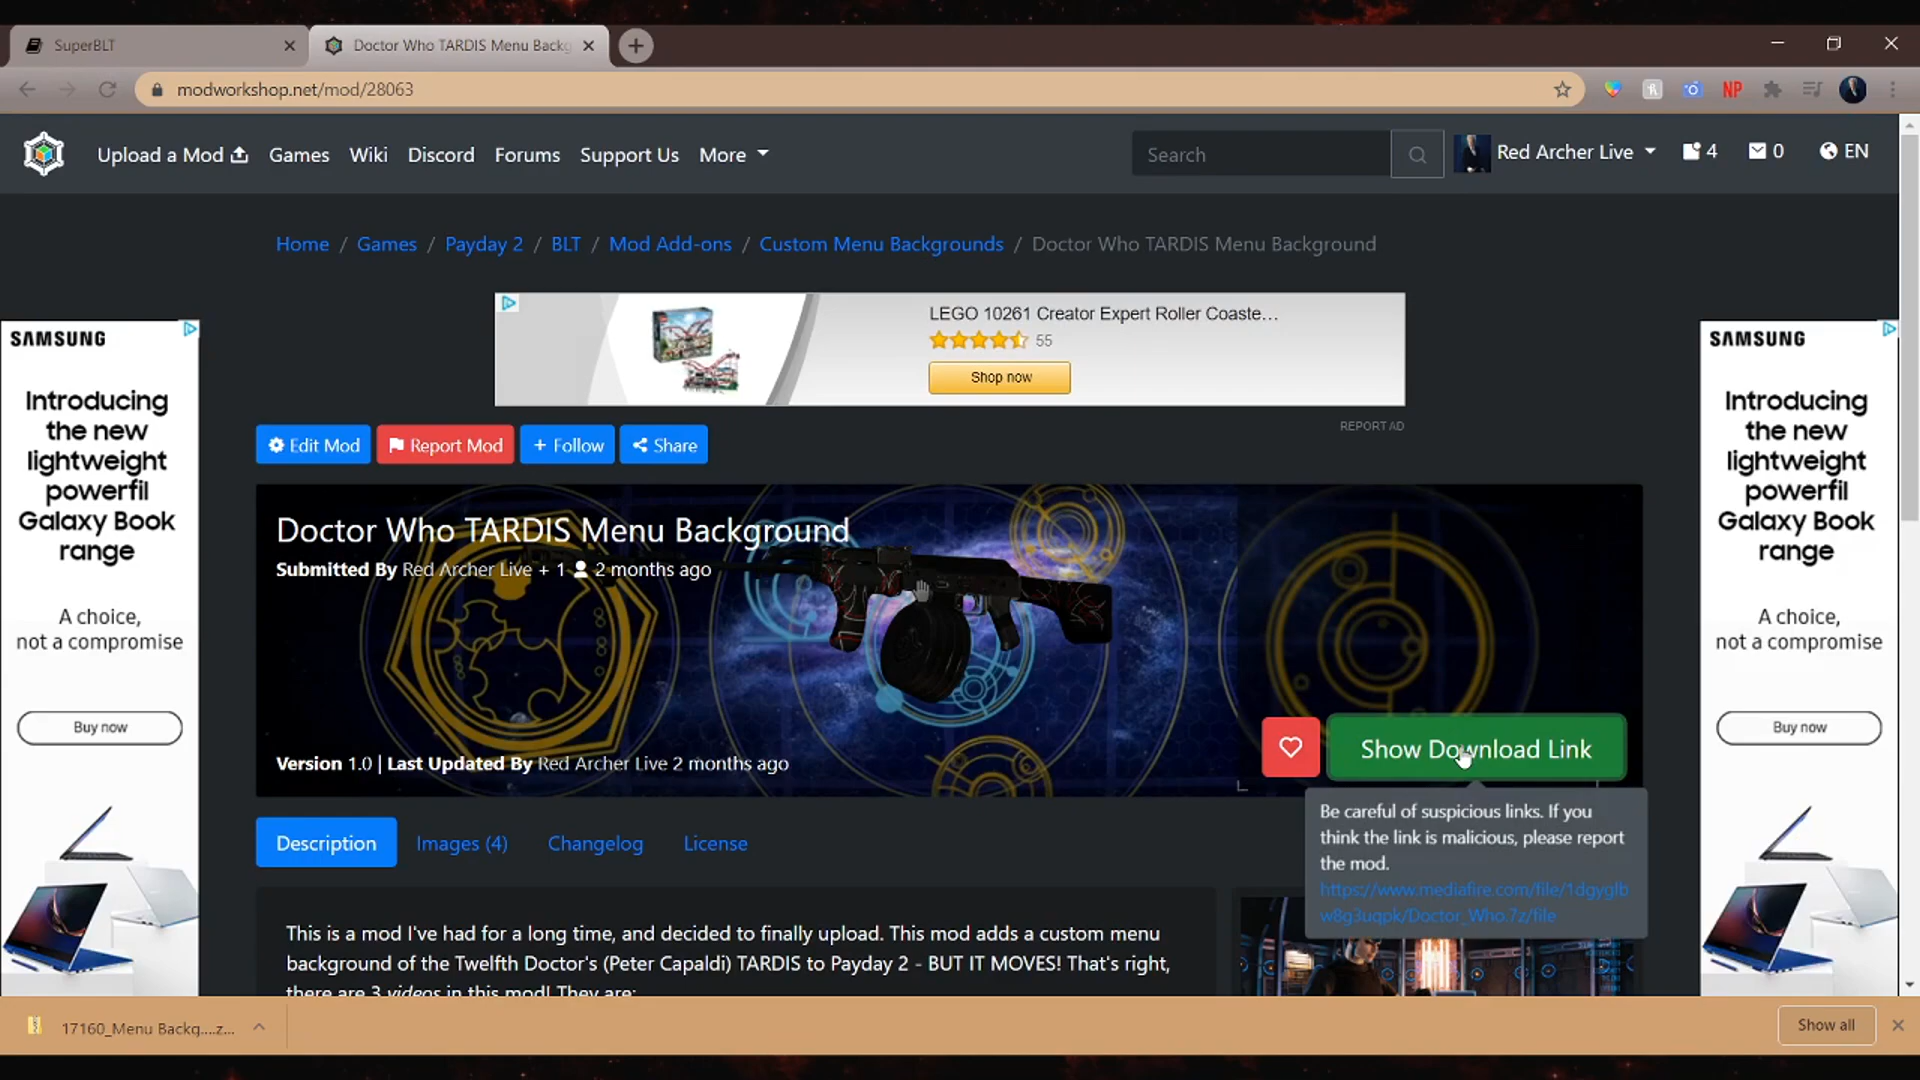 SuperBLT
Doctor Who TARDIS Menu Backg
modworkshop.net/mod/28063
NP
Upload a Mod
Games
Wiki
Discord
Forums
Support Us
More
Search
Red Archer Live
4
0
EN
Home / Games / Payday 2 / BLT / Mod Add-ons / Custom Menu Backgrounds / Doctor Who TARDIS Menu Background
LEGO 10261 Creator Expert Roller Coaste...
55
Shop now
REPORT AD
SAMSUNG
Introducing
the new
lightweight
powerfil
Galaxy Book
range
A choice,
not a compromise
Buy now
SAMSUNG
Introducing
the new
lightweight
powerfil
Galaxy Book
range
A choice,
not a compromise
Buy now
Edit Mod
Report Mod
+ Follow
Share
Doctor Who TARDIS Menu Background
Submitted By Red Archer Live + 1 2 months ago
Version 1.0 | Last Updated By Red Archer Live 2 months ago
Show Download Link
Be careful of suspicious links. If you
think the link is malicious, please report
the mod.
https://www.mediafire.com/file/1dgyglb
w8g3uqpk/Doctor_Who.7z/file
Description
Images (4)
Changelog
License
This is a mod I've had for a long time, and decided to finally upload. This mod adds a custom menu
background of the Twelfth Doctor's (Peter Capaldi) TARDIS to Payday 2 - BUT IT MOVES! That's right,
there are 3 videos in this mod! They are:
17160_Menu Backg....z...
Show all